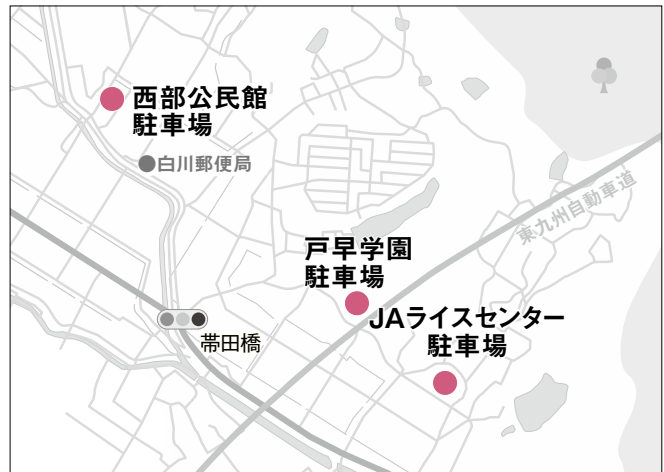 西部公民館
駐車場
白川郵便局
東九州自動車道
戸早学園
駐車場
JAライスセンター
駐車場
帯田橋